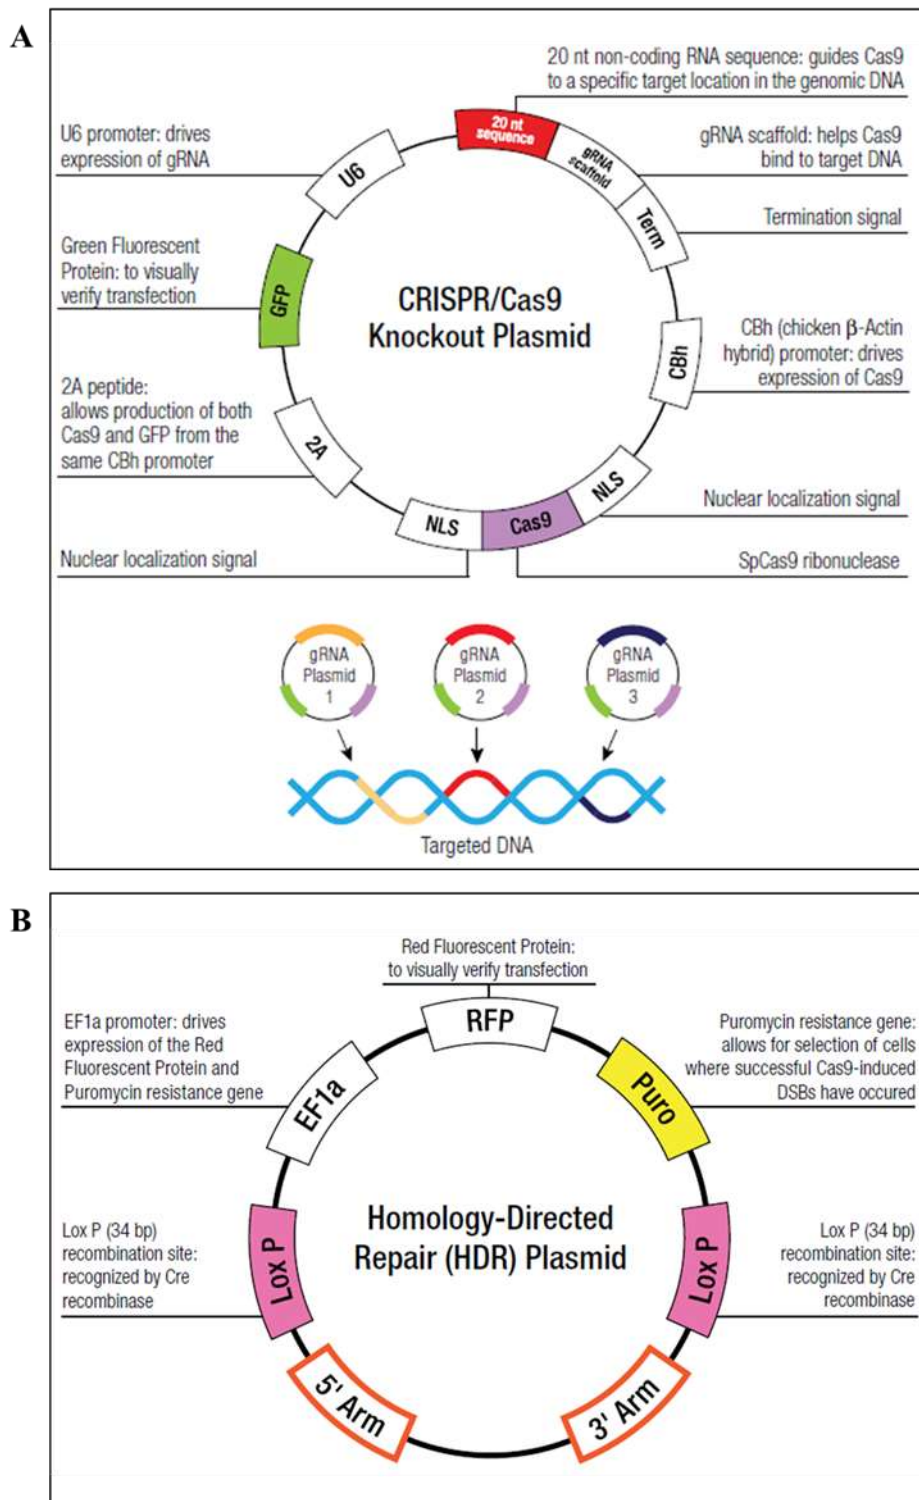 A
20 nt non-coding RNA sequence: guides Cas9
to a specific target location in the genomic DNA
U6 promoter: drives
expression of gRNA
gRNA scaffold: helps Cas9
bind to target DNA
Termination signal
Green Fluorescent
Protein: to visually
verify transfection
CBh (chicken β-Actin
hybrid) promoter: drives
expression of Cas9
2A peptide:
allows production of both
Cas9 and GFP from the
same CBh promoter
Nuclear localization signal
Nuclear localization signal
SpCas9 ribonuclease
20 nt
sequence
gRNA
scaffold
Term
CBh
NLS
Cas9
NLS
2A
GFP
U6
CRISPR/Cas9
Knockout Plasmid
gRNA
Plasmid
1
gRNA
Plasmid
2
gRNA
Plasmid
3
Targeted DNA
B
Red Fluorescent Protein:
to visually verify transfection
EF1a promoter: drives
expression of the Red
Fluorescent Protein and
Puromycin resistance gene
Puromycin resistance gene:
allows for selection of cells
where successful Cas9-induced
DSBs have occured
Lox P (34 bp)
recombination site:
recognized by Cre
recombinase
Lox P (34 bp)
recombination site:
recognized by Cre
recombinase
RFP
Puro
Lox P
3' Arm
5' Arm
Lox P
EF1a
Homology-Directed
Repair (HDR) Plasmid